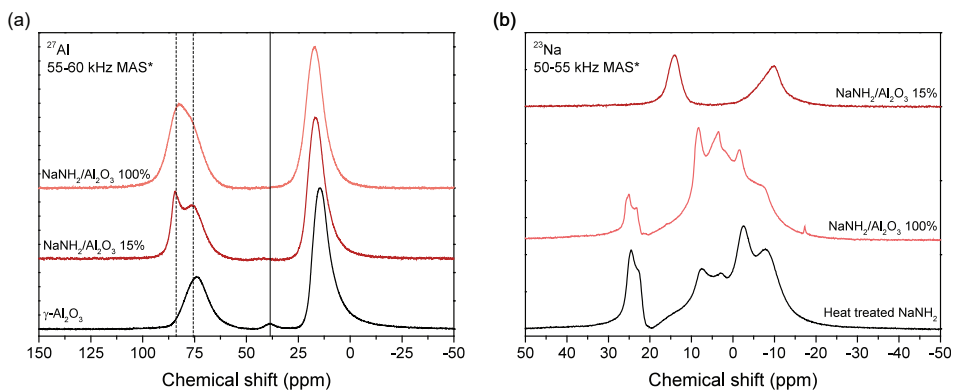 (a)
²⁷Al
55-60 kHz MAS*
NaNH₂/Al₂O₃ 100%
NaNH₂/Al₂O₃ 15%
γ-Al₂O₃
150 125 100 75 50 25 0 -25 -50
Chemical shift (ppm)
(b)
²³Na
50-55 kHz MAS*
NaNH₂/Al₂O₃ 15%
NaNH₂/Al₂O₃ 100%
Heat treated NaNH₂
50 40 30 20 10 0 -10 -20 -30 -40 -50
Chemical shift (ppm)